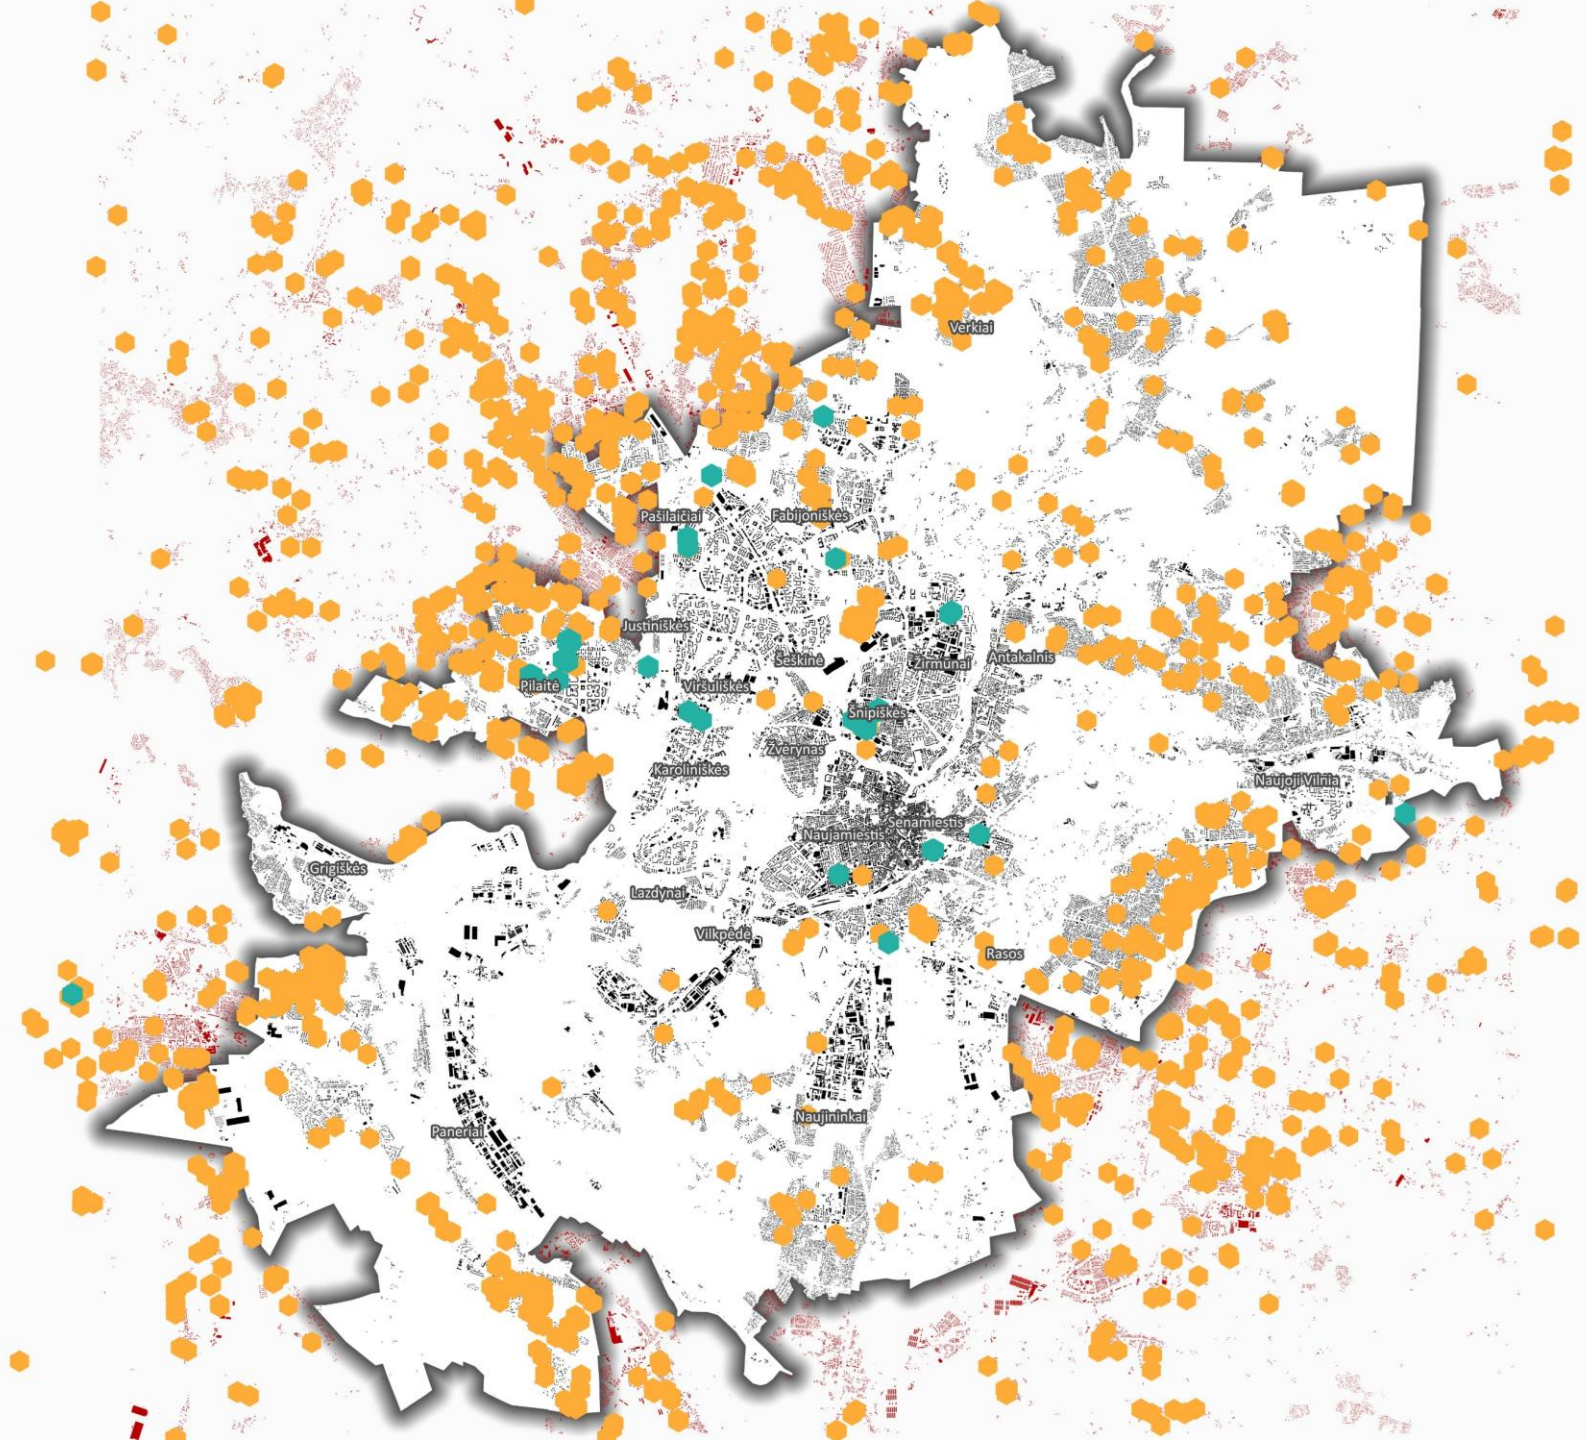 Verkiai
Pašilaičiai
Fabijoniškės
Justiniškės
Šeškinė
Žirmūnai
Antakalnis
Pilaitė
Viršuliškės
Šnipiškės
Žvėrynas
Karoliniškės
Naujoji Vilnia
Senamiestis
Naujamiestis
Grigiškės
Lazdynai
Vilkpėdė
Rasos
Naujininkai
Paneriai